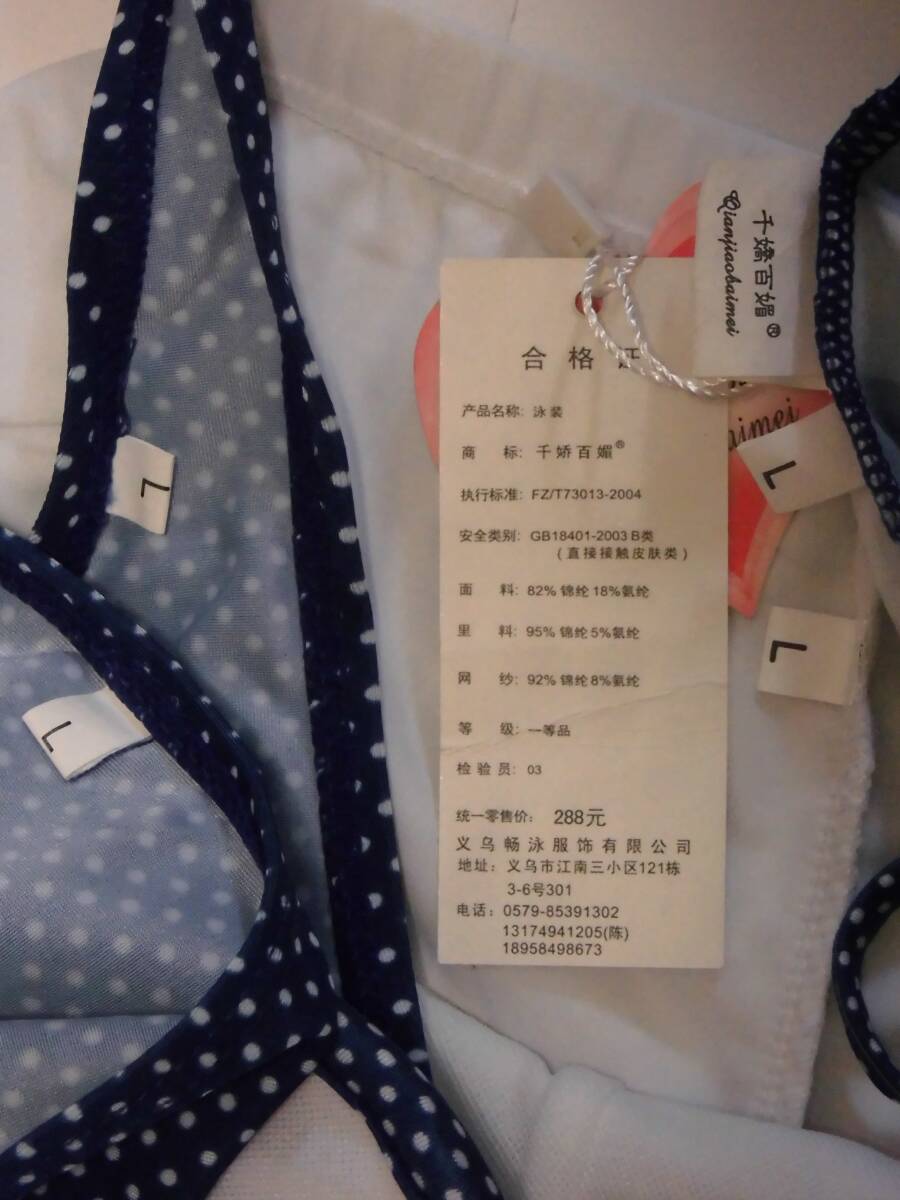 千嬌百媚®
Qianjiaobaimei
合格
产品名称: 泳装
商 标: 千娇百媚®
执行标准: FZ/T73013-2004
安全类别: GB18401-2003 B类
(直接接触皮肤类)
面 料: 82% 锦纶 18%氨纶
里 料: 95% 锦纶 5%氨纶
网 纱: 92% 锦纶 8%氨纶
等 级: 一等品
检 验 员: 03
统一零售价: 288元
义乌畅泳服饰有限公司
地址: 义乌市江南三小区121栋
3-6号301
电话: 0579-85391302
13174941205(陈)
18958498673
aimei
L
L
L
L